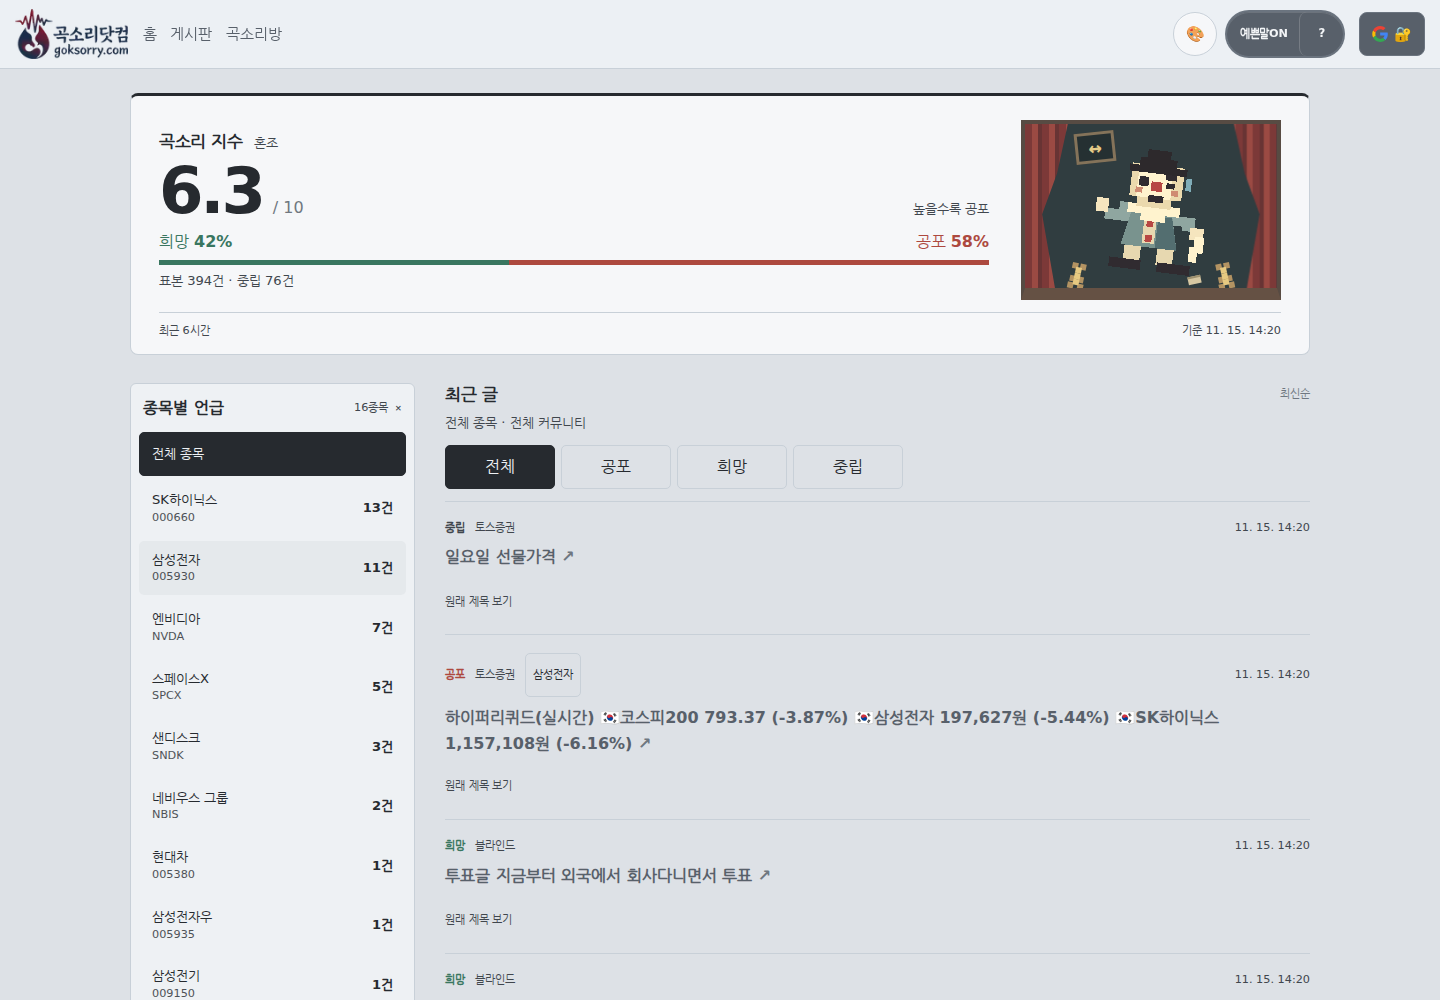 곡소리닷컴
goksorry.com
홈 게시판 곡소리방
🎨
예쁜말ON ?
G 🔐
곡소리 지수 혼조
6.3 / 10
높을수록 공포
희망 42%
공포 58%
표본 394건 · 중립 76건
최근 6시간
기준 11. 15. 14:20
↔
종목별 언급
16종목 ×
전체 종목
SK하이닉스
000660
13건
삼성전자
005930
11건
엔비디아
NVDA
7건
스페이스X
SPCX
5건
샌디스크
SNDK
3건
네비우스 그룹
NBIS
2건
현대차
005380
1건
삼성전자우
005935
1건
삼성전기
009150
1건
최근 글
최신순
전체 종목 · 전체 커뮤니티
전체
공포
희망
중립
중립 토스증권
11. 15. 14:20
일요일 선물가격 ↗
원래 제목 보기
공포 토스증권 삼성전자
11. 15. 14:20
하이퍼리퀴드(실시간) 🇰🇷코스피200 793.37 (-3.87%) 🇰🇷삼성전자 197,627원 (-5.44%) 🇰🇷SK하이닉스
1,157,108원 (-6.16%) ↗
원래 제목 보기
희망 블라인드
11. 15. 14:20
투표글 지금부터 외국에서 회사다니면서 투표 ↗
원래 제목 보기
희망 블라인드
11. 15. 14:20